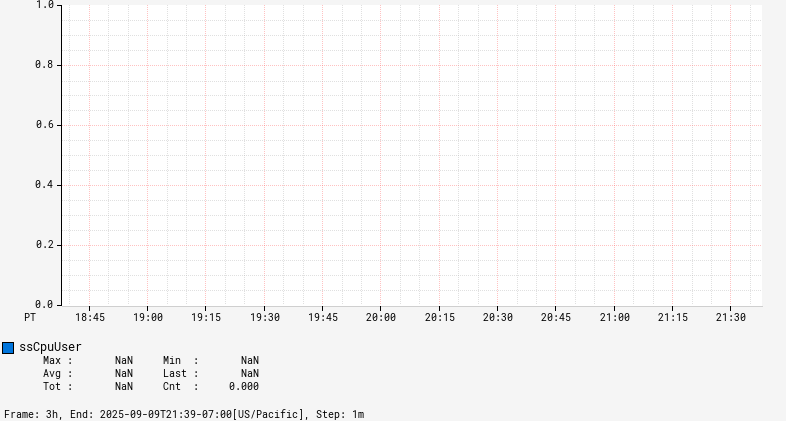 1.0
0.8
0.6
0.4
0.2
0.0
PT 18:45 19:00 19:15 19:30 19:45 20:00 20:15 20:30 20:45 21:00 21:15 21:30
ssCpuUser
Max : NaN Min : NaN
Avg : NaN Last : NaN
Tot : NaN Cnt : 0.000
Frame: 3h, End: 2025-09-09T21:39-07:00[US/Pacific], Step: 1m